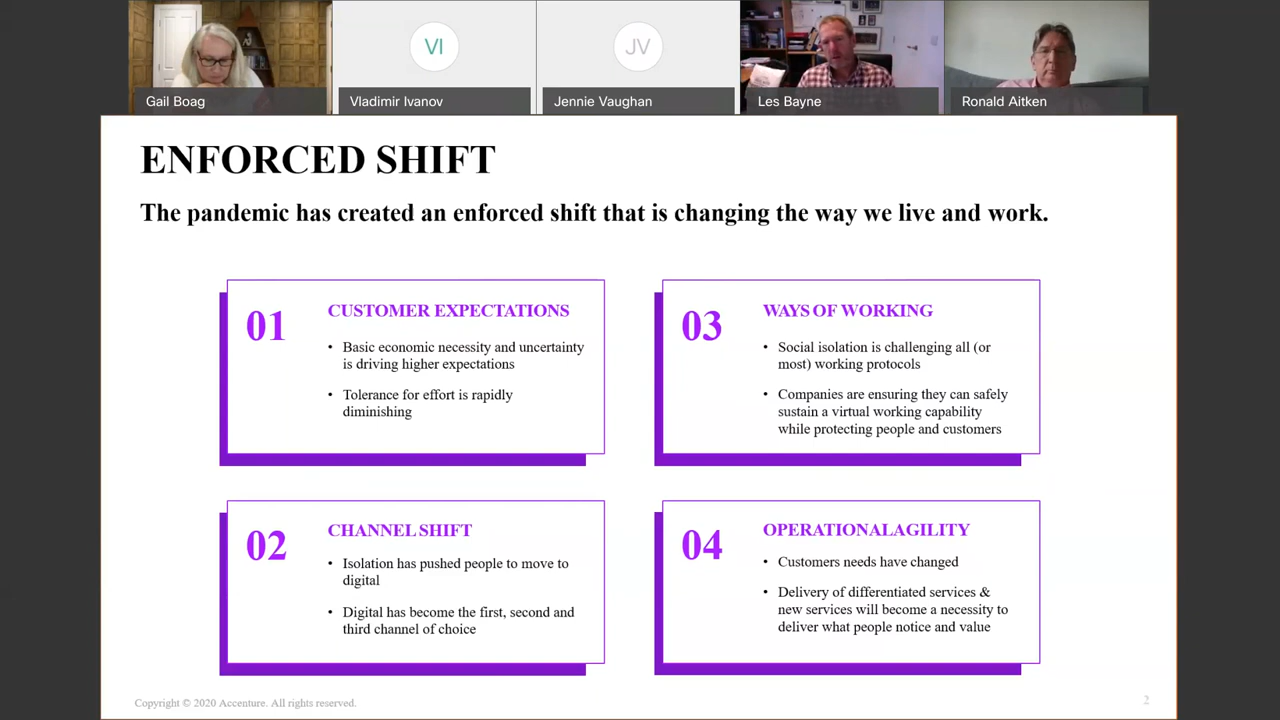 VI
JV
Gail Boag
Vladimir Ivanov
Jennie Vaughan
Les Bayne
Ronald Aitken
ENFORCED SHIFT
The pandemic has created an enforced shift that is changing the way we live and work.
01
CUSTOMER EXPECTATIONS
• Basic economic necessity and uncertainty
is driving higher expectations
• Tolerance for effort is rapidly
diminishing
02
CHANNEL SHIFT
• Isolation has pushed people to move to
digital
• Digital has become the first, second and
third channel of choice
03
WAYS OF WORKING
• Social isolation is challenging all (or
most) working protocols
• Companies are ensuring they can safely
sustain a virtual working capability
while protecting people and customers
04
OPERATIONAL AGILITY
• Customers needs have changed
• Delivery of differentiated services &
new services will become a necessity to
deliver what people notice and value
Copyright © 2020 Accenture. All rights reserved.
2